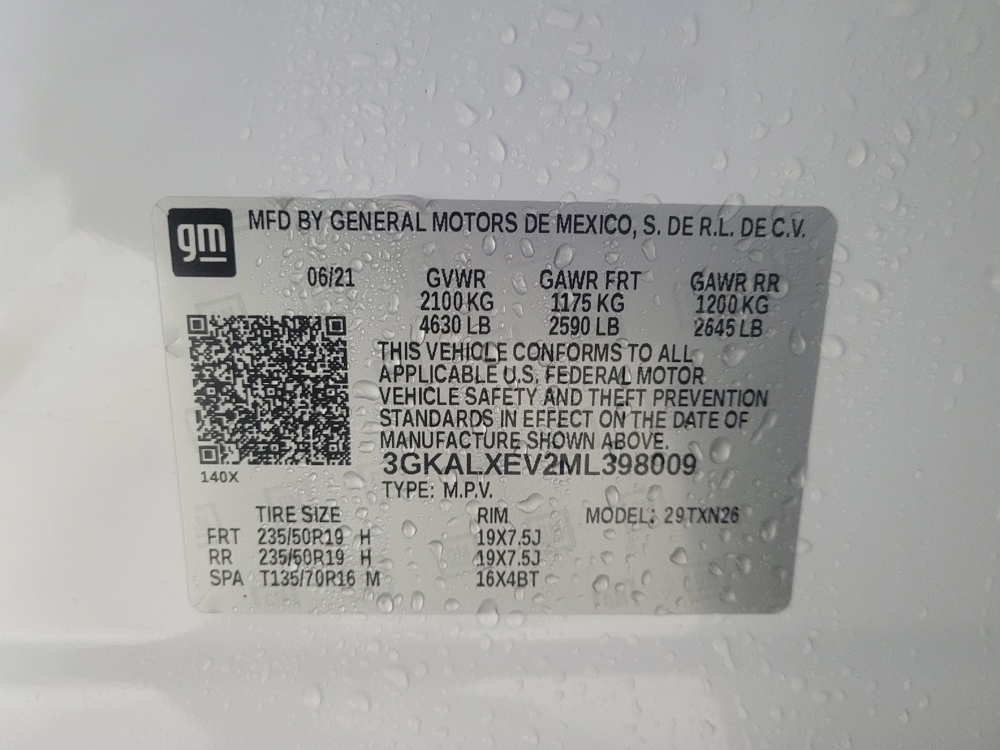 gm
MFD BY GENERAL MOTORS DE MEXICO, S. DE R.L. DE C.V.
06/21 GVWR GAWR FRT GAWR RR
2100 KG 1175 KG 1200 KG
4630 LB 2590 LB 2645 LB
THIS VEHICLE CONFORMS TO ALL
APPLICABLE U.S. FEDERAL MOTOR
VEHICLE SAFETY AND THEFT PREVENTION
STANDARDS IN EFFECT ON THE DATE OF
MANUFACTURE SHOWN ABOVE.
3GKALXEV2ML398009
140X
TYPE: M.P.V.
TIRE SIZE RIM MODEL: 29TXN26
FRT 235/50R19 H 19X7.5J
RR 235/50R19 H 19X7.5J
SPA T135/70R16 M 16X4BT